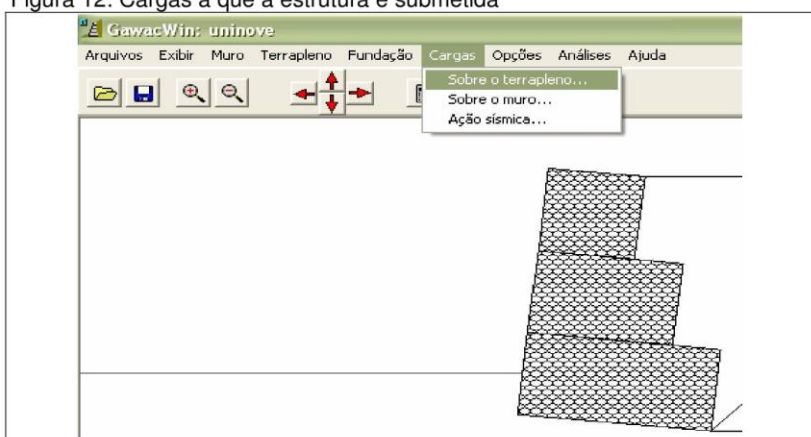 Figura 12: Cargas a que a estrutura é submetida
GawacWin: uninove
Arquivos Exibir Muro Terrapleno Fundação Cargas Opções Análises Ajuda
Sobre o terrapleno...
Sobre o muro...
Ação sísmica...